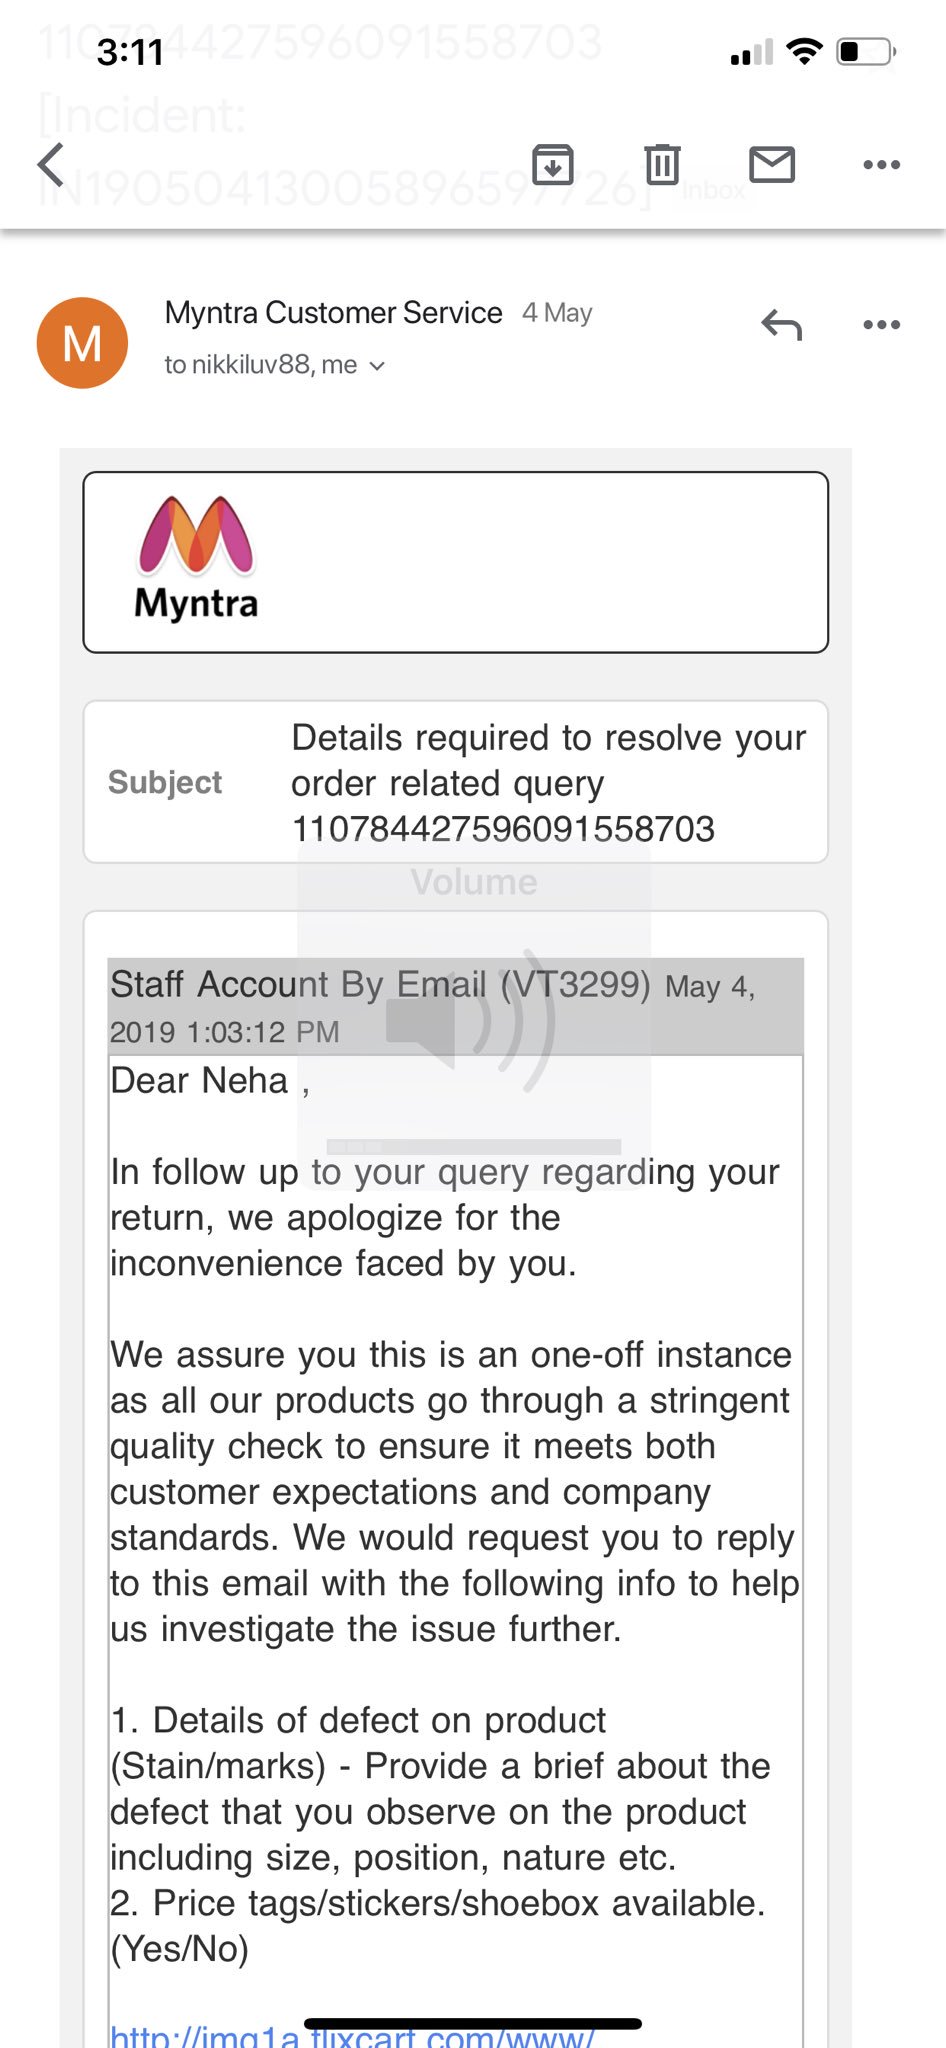 110784427596091558703
3:11
[Incident:
IN19050413005896597726] Inbox
M
Myntra Customer Service 4 May
to nikkiluv88, me
Myntra
Subject
Details required to resolve your
order related query
110784427596091558703
Volume
Staff Account By Email (VT3299) May 4,
2019 1:03:12 PM
Dear Neha ,
In follow up to your query regarding your
return, we apologize for the
inconvenience faced by you.
We assure you this is an one-off instance
as all our products go through a stringent
quality check to ensure it meets both
customer expectations and company
standards. We would request you to reply
to this email with the following info to help
us investigate the issue further.
1. Details of defect on product
(Stain/marks) - Provide a brief about the
defect that you observe on the product
including size, position, nature etc.
2. Price tags/stickers/shoebox available.
(Yes/No)
http://img1a.flixcart.com/www/